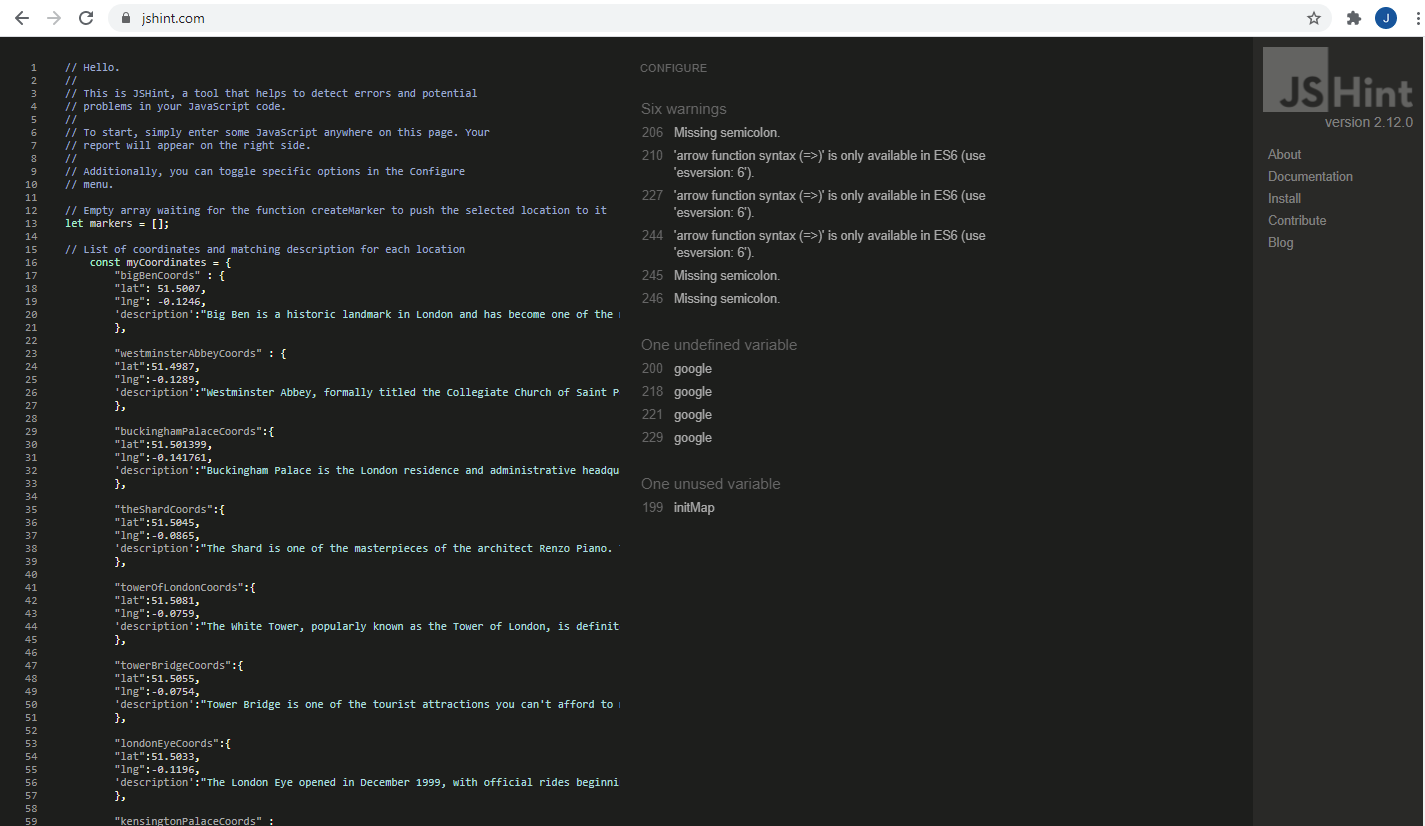 jshint.com
J
1 // Hello.
2 //
3 // This is JSHint, a tool that helps to detect errors and potential
4 // problems in your JavaScript code.
5 //
6 // To start, simply enter some JavaScript anywhere on this page. Your
7 // report will appear on the right side.
8 //
9 // Additionally, you can toggle specific options in the Configure
10 // menu.
11
12 // Empty array waiting for the function createMarker to push the selected location to it
13 let markers = [];
14
15 // List of coordinates and matching description for each location
16 const myCoordinates = {
17 "bigBenCoords" : {
18 "lat": 51.5007,
19 "lng": -0.1246,
20 'description':"Big Ben is a historic landmark in London and has become one of the
21 },
22
23 "westminsterAbbeyCoords" : {
24 "lat":51.4987,
25 "lng":-0.1289,
26 'description':"Westminster Abbey, formally titled the Collegiate Church of Saint P
27 },
28
29 "buckinghamPalaceCoords":{
30 "lat":51.501399,
31 "lng":-0.141761,
32 'description':"Buckingham Palace is the London residence and administrative headqu
33 },
34
35 "theShardCoords":{
36 "lat":51.5045,
37 "lng":-0.0865,
38 'description':"The Shard is one of the masterpieces of the architect Renzo Piano.
39 },
40
41 "towerOfLondonCoords":{
42 "lat":51.5081,
43 "lng":-0.0759,
44 'description':"The White Tower, popularly known as the Tower of London, is definit
45 },
46
47 "towerBridgeCoords":{
48 "lat":51.5055,
49 "lng":-0.0754,
50 'description':"Tower Bridge is one of the tourist attractions you can't afford to
51 },
52
53 "londonEyeCoords":{
54 "lat":51.5033,
55 "lng":-0.1196,
56 'description':"The London Eye opened in December 1999, with official rides beginni
57 },
58
59 "kensingtonPalaceCoords" :
CONFIGURE
Six warnings
206 Missing semicolon.
210 'arrow function syntax (=>)' is only available in ES6 (use
'esversion: 6').
227 'arrow function syntax (=>)' is only available in ES6 (use
'esversion: 6').
244 'arrow function syntax (=>)' is only available in ES6 (use
'esversion: 6').
245 Missing semicolon.
246 Missing semicolon.
One undefined variable
200 google
218 google
221 google
229 google
One unused variable
199 initMap
JSHint
version 2.12.0
About
Documentation
Install
Contribute
Blog